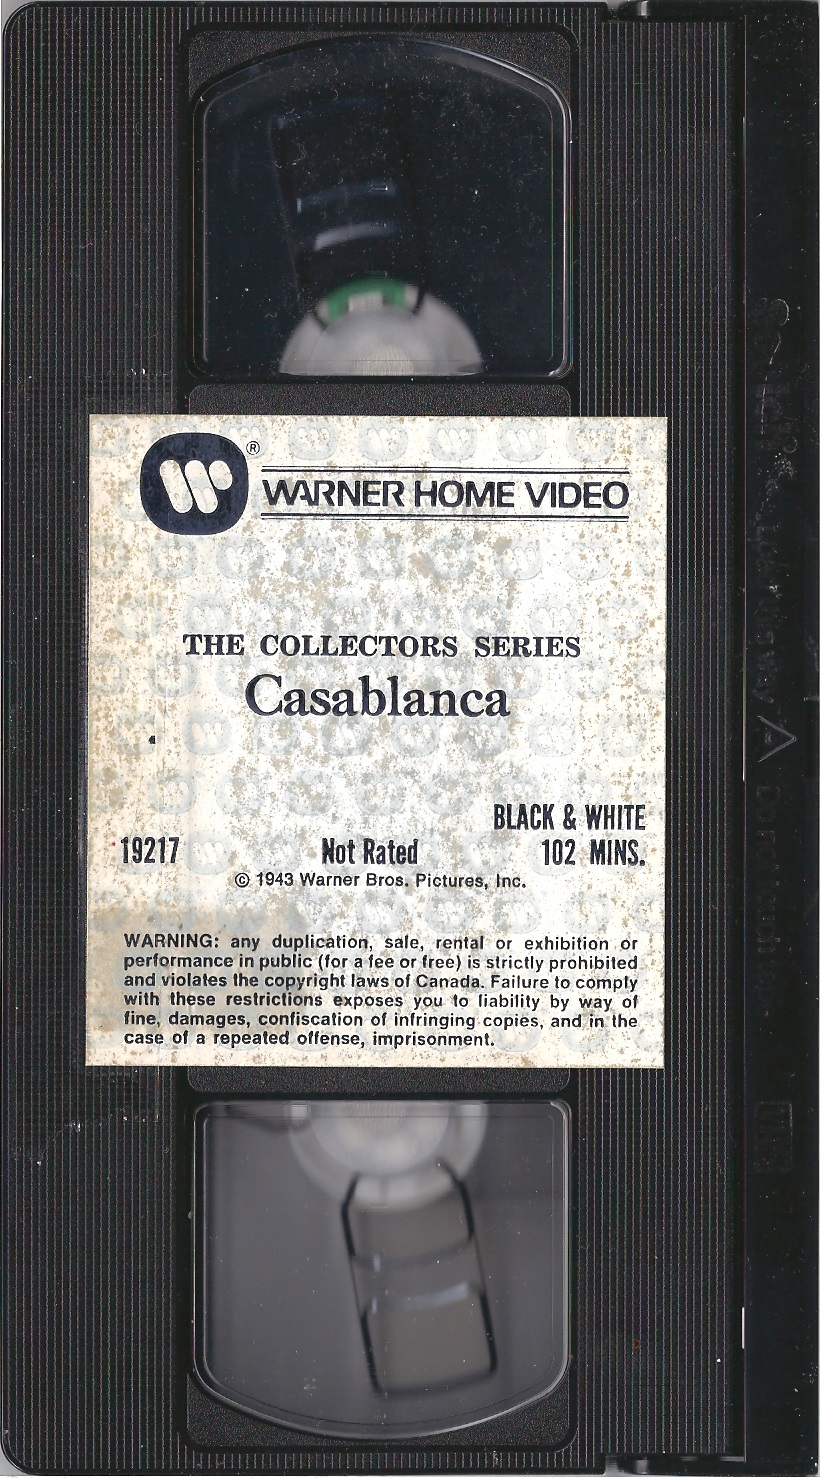 WARNER HOME VIDEO ®
THE COLLECTORS SERIES
Casablanca
BLACK & WHITE
19217 Not Rated 102 MINS.
© 1943 Warner Bros. Pictures, Inc.
WARNING: any duplication, safe, rental or exhibition or
performance in public (for a fee or free) is strictly prohibited
and violates the copyright laws of Canada. Failure to comply
with these restrictions exposes you to liability by way of
fine, damages, confiscation of infringing copies, and in the
case of a repeated offense, imprisonment.